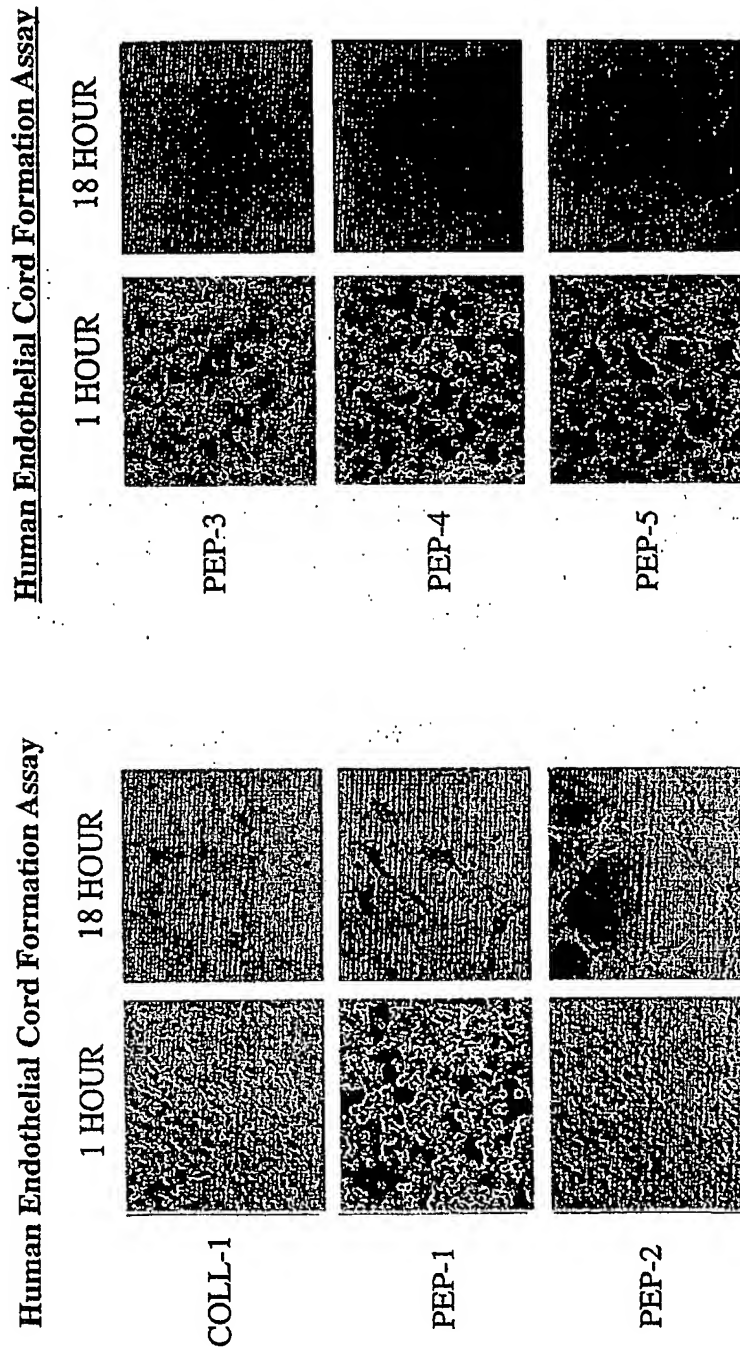 Human Endothelial Cord Formation Assay
1 HOUR 18 HOUR
COLL-1
PEP-1
PEP-2
Human Endothelial Cord Formation Assay
1 HOUR 18 HOUR
PEP-3
PEP-4
PEP-5